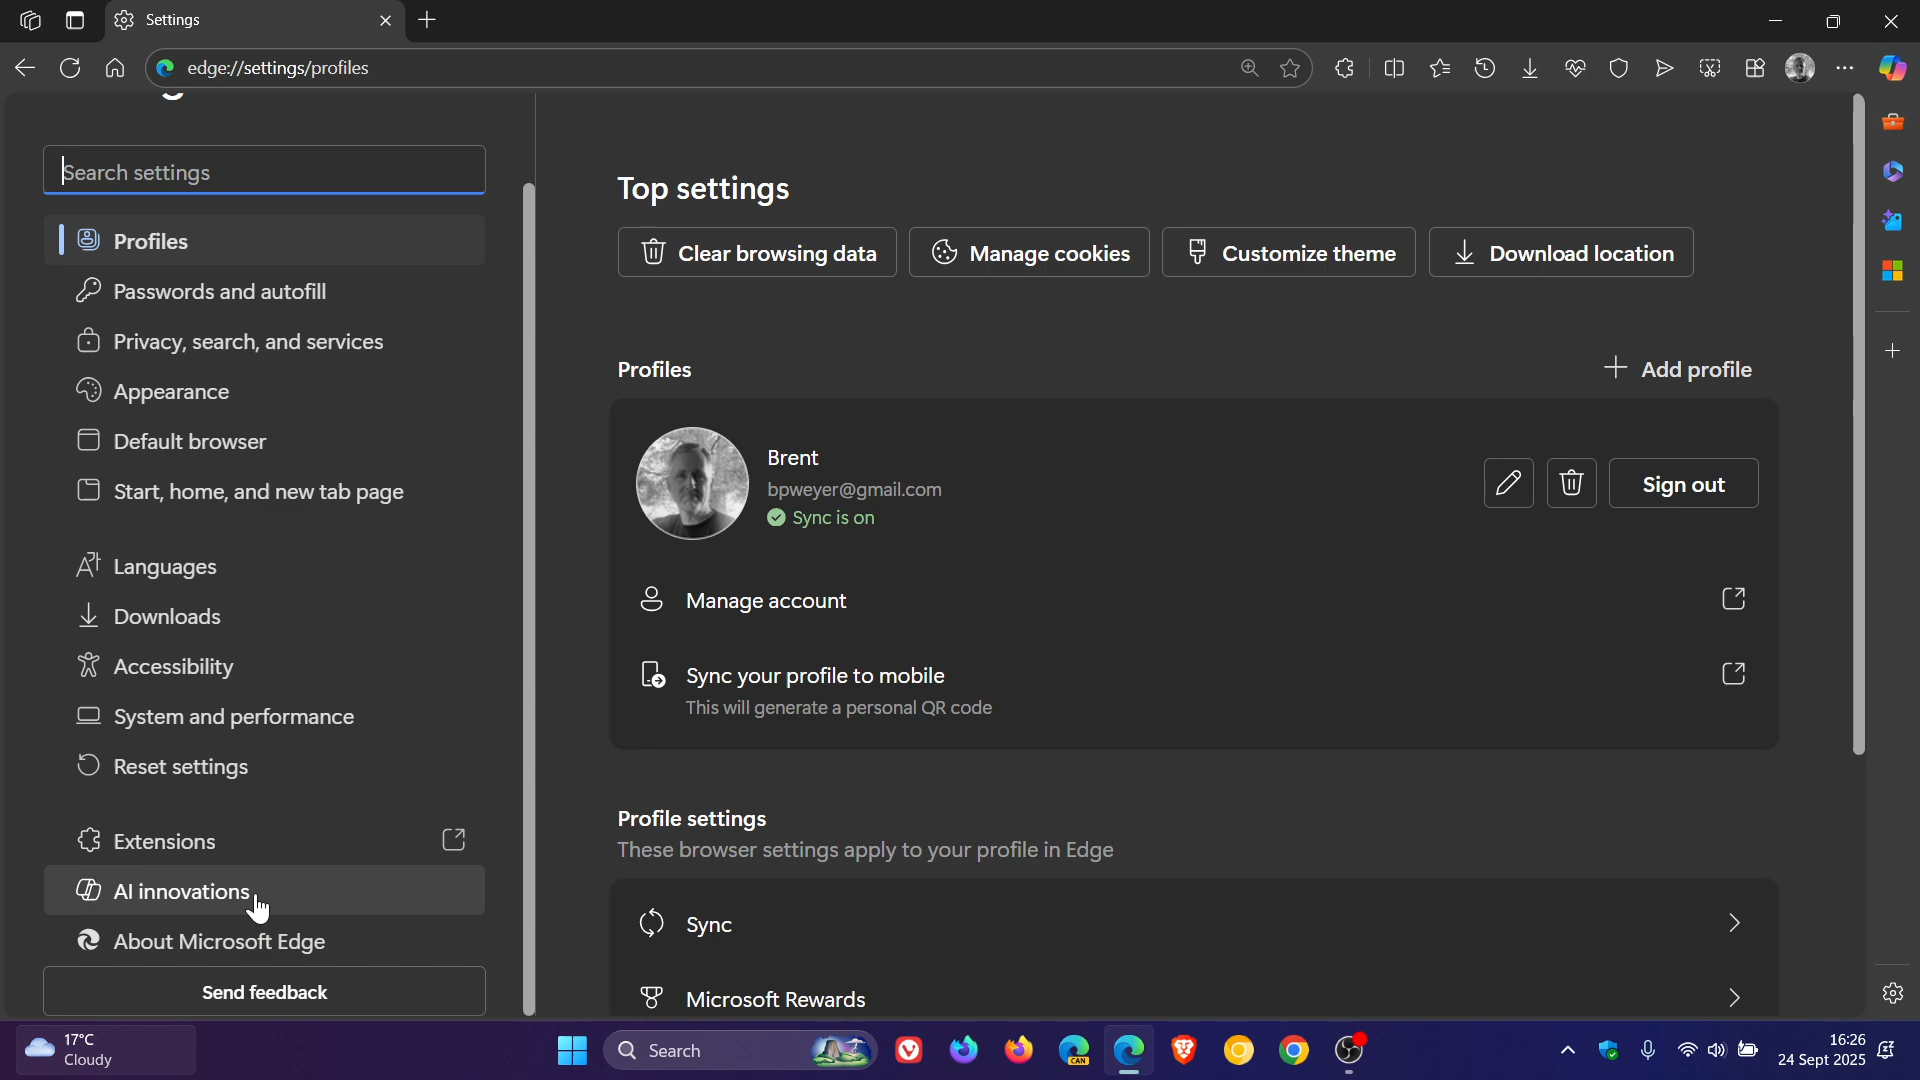 Settings
edge://settings/profiles
Search settings
Profiles
Passwords and autofill
Privacy, search, and services
Appearance
Default browser
Start, home, and new tab page
Languages
Downloads
Accessibility
System and performance
Reset settings
Extensions
AI innovations
About Microsoft Edge
Send feedback
Top settings
Clear browsing data
Manage cookies
Customize theme
Download location
Profiles
Add profile
Brent
bpweyer@gmail.com
Sync is on
Sign out
Manage account
Sync your profile to mobile
This will generate a personal QR code
Profile settings
These browser settings apply to your profile in Edge
Sync
Microsoft Rewards
17°C
Cloudy
Search
CAN
16:26
24 Sept 2025